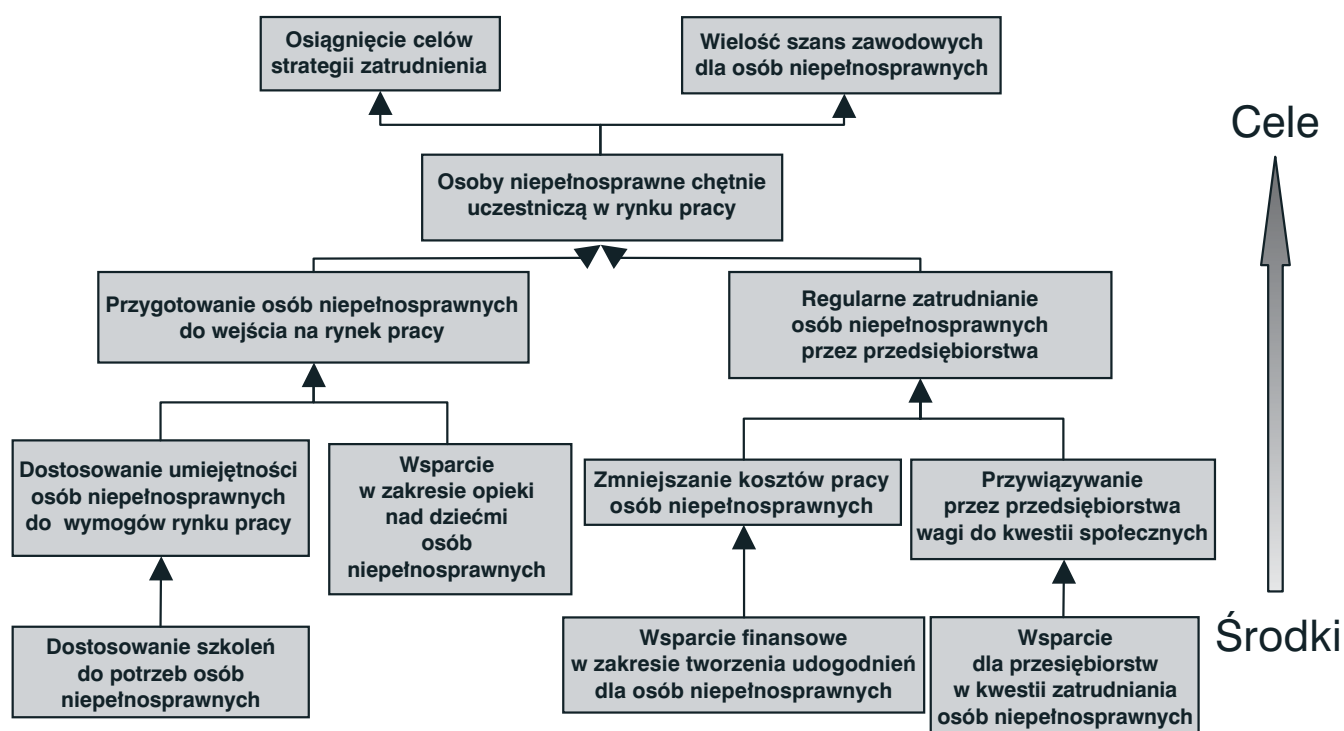 Osiągnięcie celów
strategii zatrudnienia
Wielość szans zawodowych
dla osób niepełnosprawnych
Cele
Osoby niepełnosprawne chętnie
uczestniczą w rynku pracy
Przygotowanie osób niepełnosprawnych
do wejścia na rynek pracy
Regularne zatrudnianie
osób niepełnosprawnych
przez przedsiębiorstwa
Dostosowanie umiejętności
osób niepełnosprawnych
do wymogów rynku pracy
Wsparcie
w zakresie opieki
nad dziećmi
osób
niepełnosprawnych
Zmniejszanie kosztów pracy
osób niepełnosprawnych
Przywiązywanie
przez przedsiębiorstwa
wagi do kwestii społecznych
Dostosowanie szkoleń
do potrzeb osób
niepełnosprawnych
Wsparcie finansowe
w zakresie tworzenia udogodnień
dla osób niepełnosprawnych
Wsparcie
dla przesiębiorstw
w kwestii zatrudniania
osób niepełnosprawnych
Środki